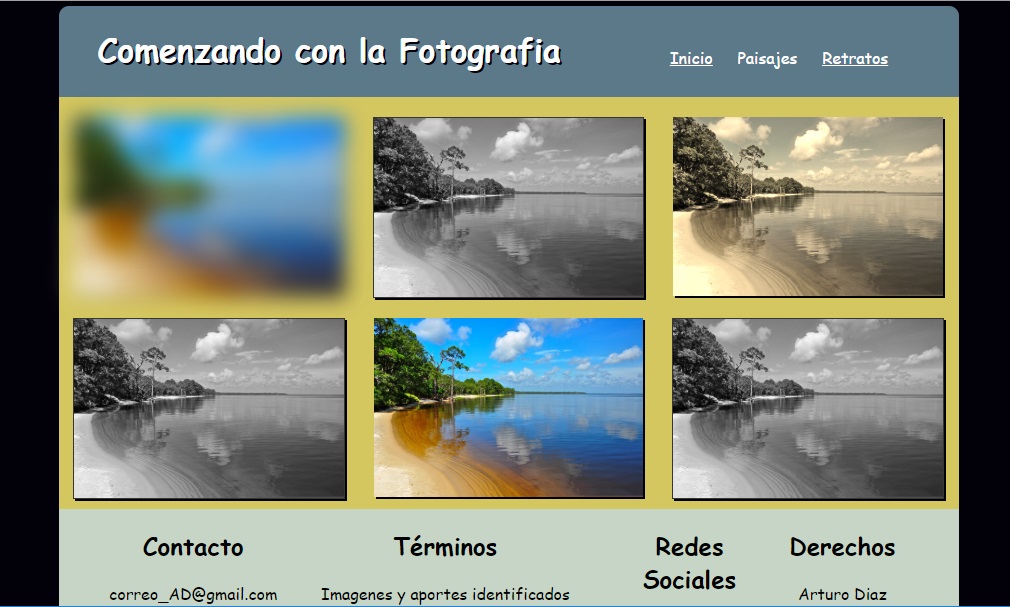 Comenzando con la Fotografia
Inicio Paisajes Retratos
Contacto
correo_AD@gmail.com
Términos
Imagenes y aportes identificados
Redes
Sociales
Derechos
Arturo Diaz